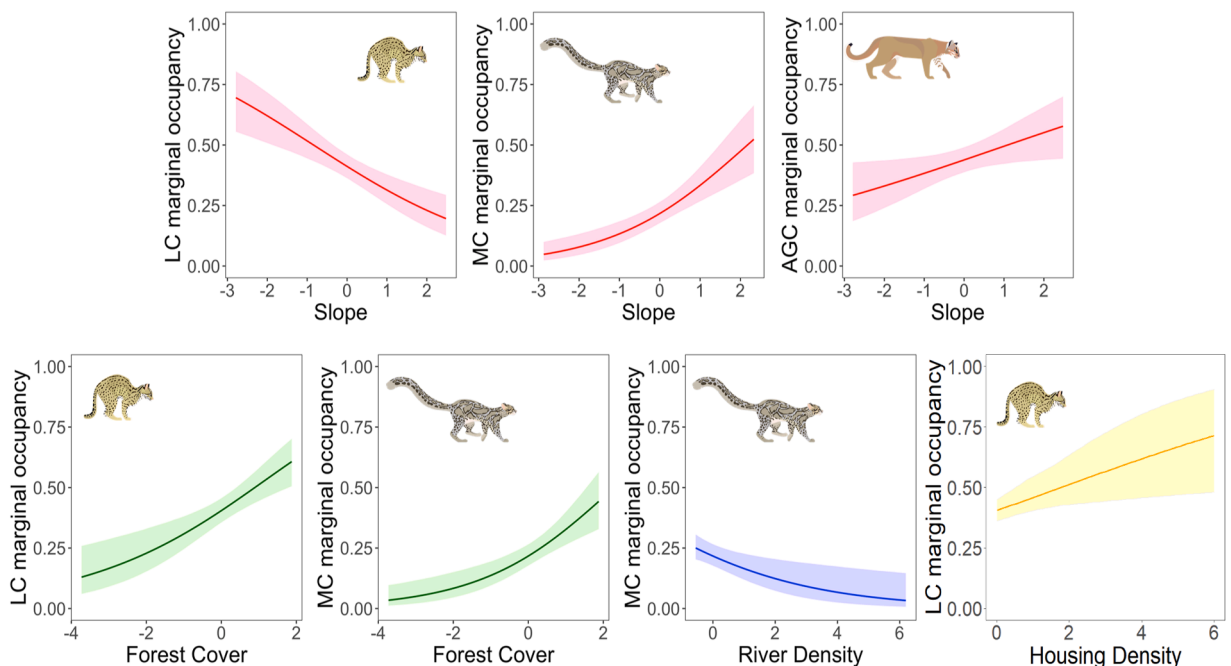 LC marginal occupancy
1.00
0.75
0.50
0.25
0.00
-3 -2 -1 0 1 2
Slope
MC marginal occupancy
1.00
0.75
0.50
0.25
0.00
-3 -2 -1 0 1 2
Slope
AGC marginal occupancy
1.00
0.75
0.50
0.25
0.00
-3 -2 -1 0 1 2
Slope
LC marginal occupancy
1.00
0.75
0.50
0.25
0.00
-4 -2 0 2
Forest Cover
MC marginal occupancy
1.00
0.75
0.50
0.25
0.00
-4 -2 0 2
Forest Cover
MC marginal occupancy
1.00
0.75
0.50
0.25
0.00
0 2 4 6
River Density
LC marginal occupancy
1.00
0.75
0.50
0.25
0.00
0 2 4 6
Housing Density